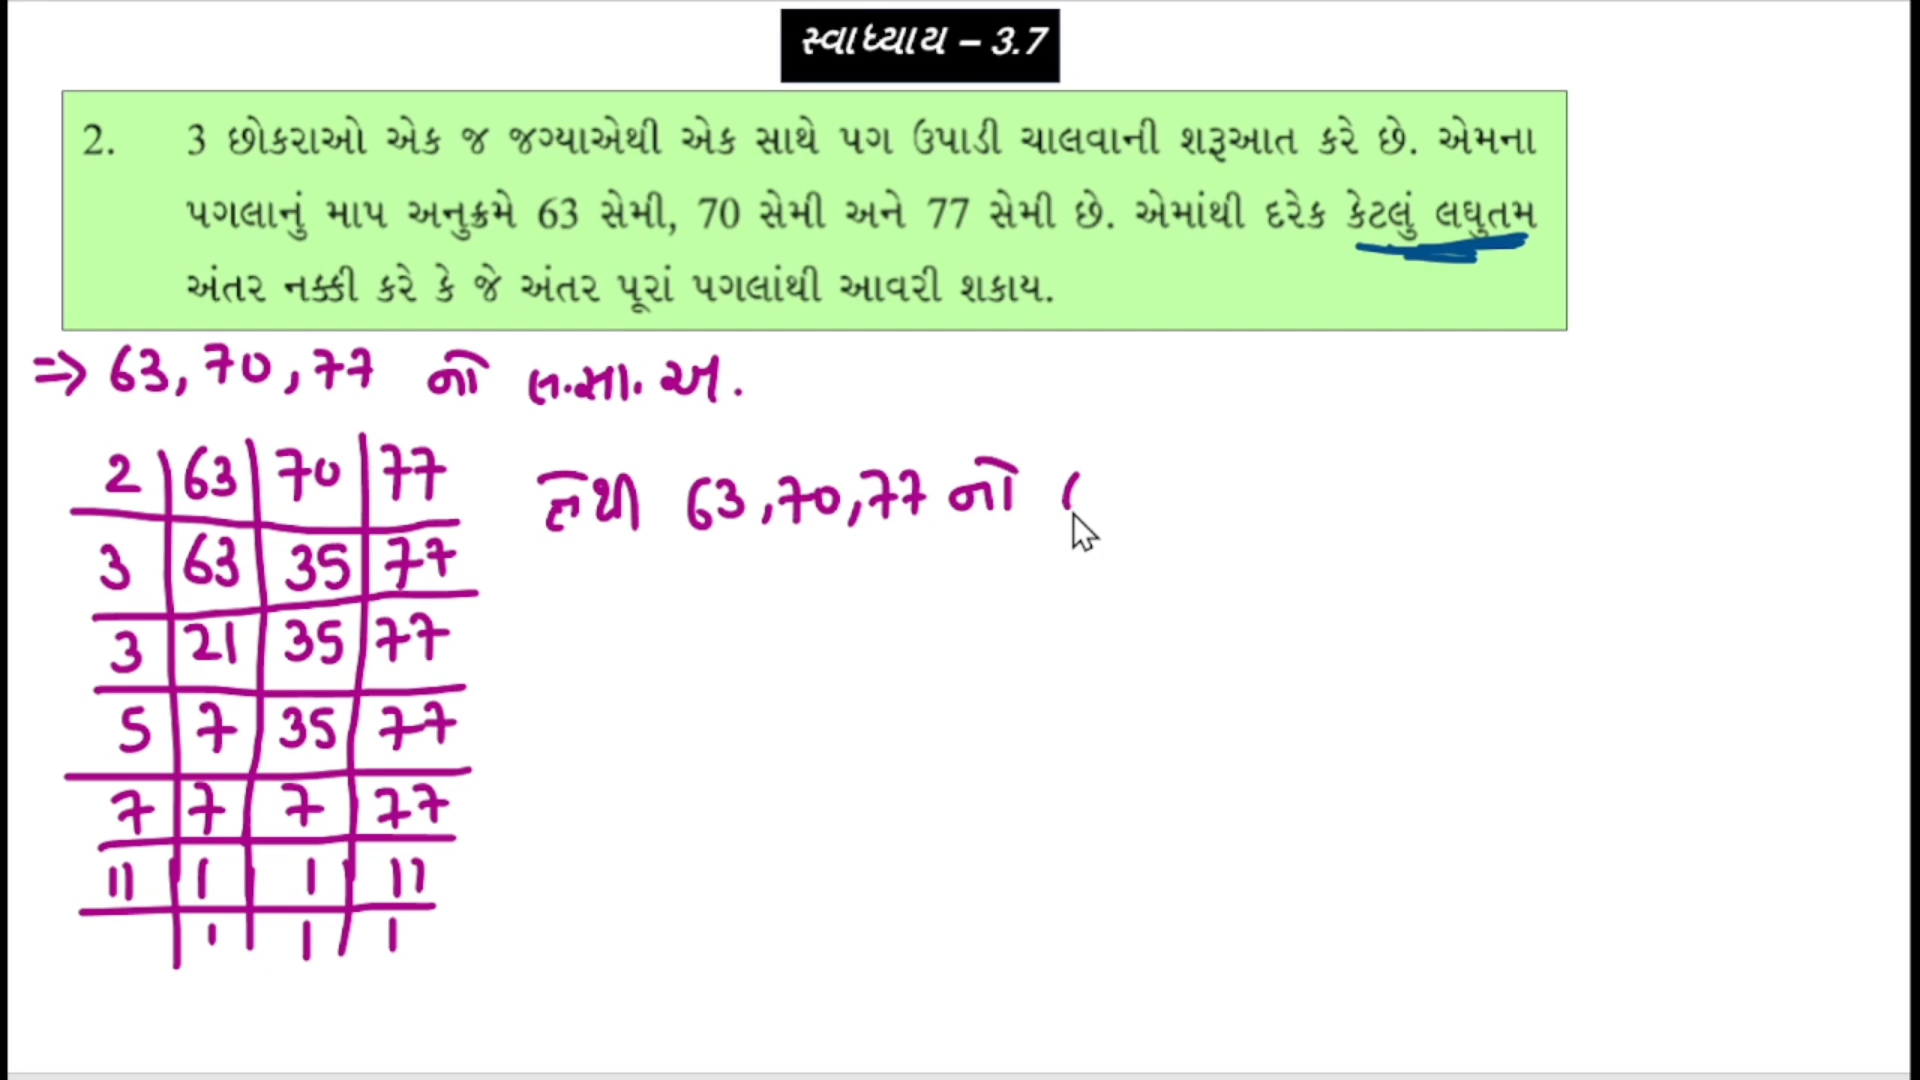 સ્વાધ્યાય – 3.7
2. 3 છોકરાઓ એક જ જગ્યાએથી એક સાથે પગ ઉપાડી ચાલવાની શરૂઆત કરે છે. એમના
પગલાનું માપ અનુક્રમે 63 સેમી, 70 સેમી અને 77 સેમી છે. એમાંથી દરેક કેટલું લઘુતમ
અંતર નક્કી કરે કે જે અંતર પૂરાં પગલાંથી આવરી શકાય.
⇒ 63, 70, 77 નો લ.સા.અ.
2 63 70 77
3 63 35 77
3 21 35 77
5 7 35 77
7 7 7 77
11 1 1 11
1 1 1
63, 70, 77 નો